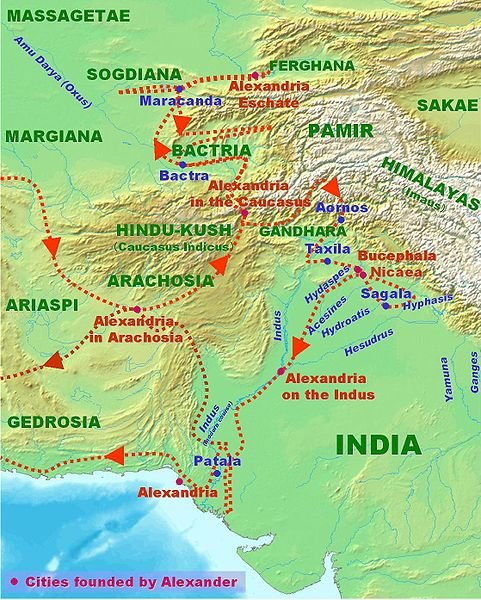 MASSAGETAE
Amu Darya (Oxus)
FERGHANA
SOGDIANA
Alexandria
Eschate
Maracanda
SAKAE
MARGIANA
PAMIR
BACTRIA
Bactra
HIMALAYAS
(Imaus)
Alexandria
in the Caucasus
Aornos
HINDU-KUSH
(Caucasus Indicus)
GANDHARA
Taxila
Bucephala
Nicaea
ARACHOSIA
Hydaspes
Sagala
Hyphasis
ARIASPI
Acesines
Hydroatis
Alexandria
in Arachosia
Indus
Hesudrus
Yamuna
Ganges
Alexandria
on the Indus
GEDROSIA
Indus
INDIA
Patala
Alexandria
Cities founded by Alexander